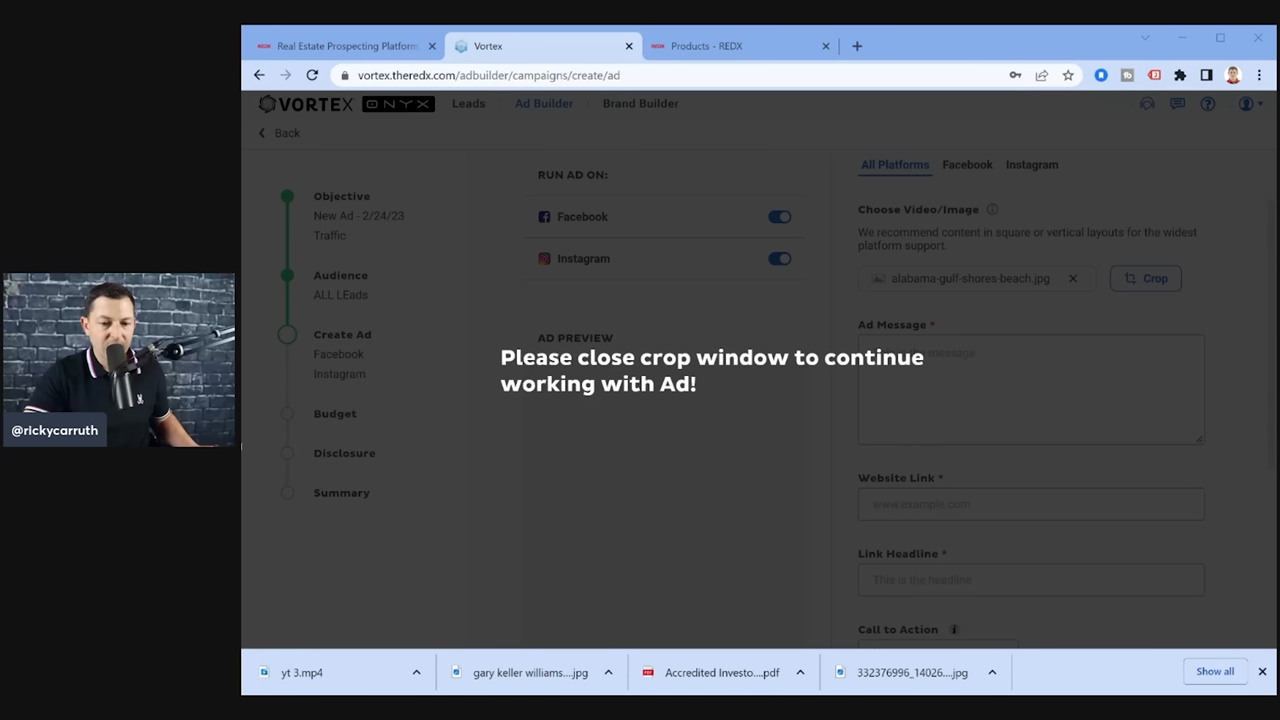 Real Estate Prospecting Platform
Vortex
Products - REDX
vortex.theredx.com/adbuilder/campaigns/create/ad
VORTEX ONYX
Leads
Ad Builder
Brand Builder
Back
Objective
New Ad - 2/24/23
Traffic
Audience
ALL LEads
Create Ad
Facebook
Instagram
Budget
Disclosure
Summary
RUN AD ON:
Facebook
Instagram
AD PREVIEW
Please close crop window to continue
working with Ad!
All Platforms
Facebook
Instagram
Choose Video/Image
We recommend content in square or vertical layouts for the widest
platform support.
alabama-gulf-shores-beach.jpg
Crop
Ad Message *
message
Website Link *
www.example.com
Link Headline *
This is the headline
Call to Action
@rickycarruth
yt 3.mp4
gary keller williams....jpg
Accredited Investo....pdf
332376996_14026....jpg
Show all